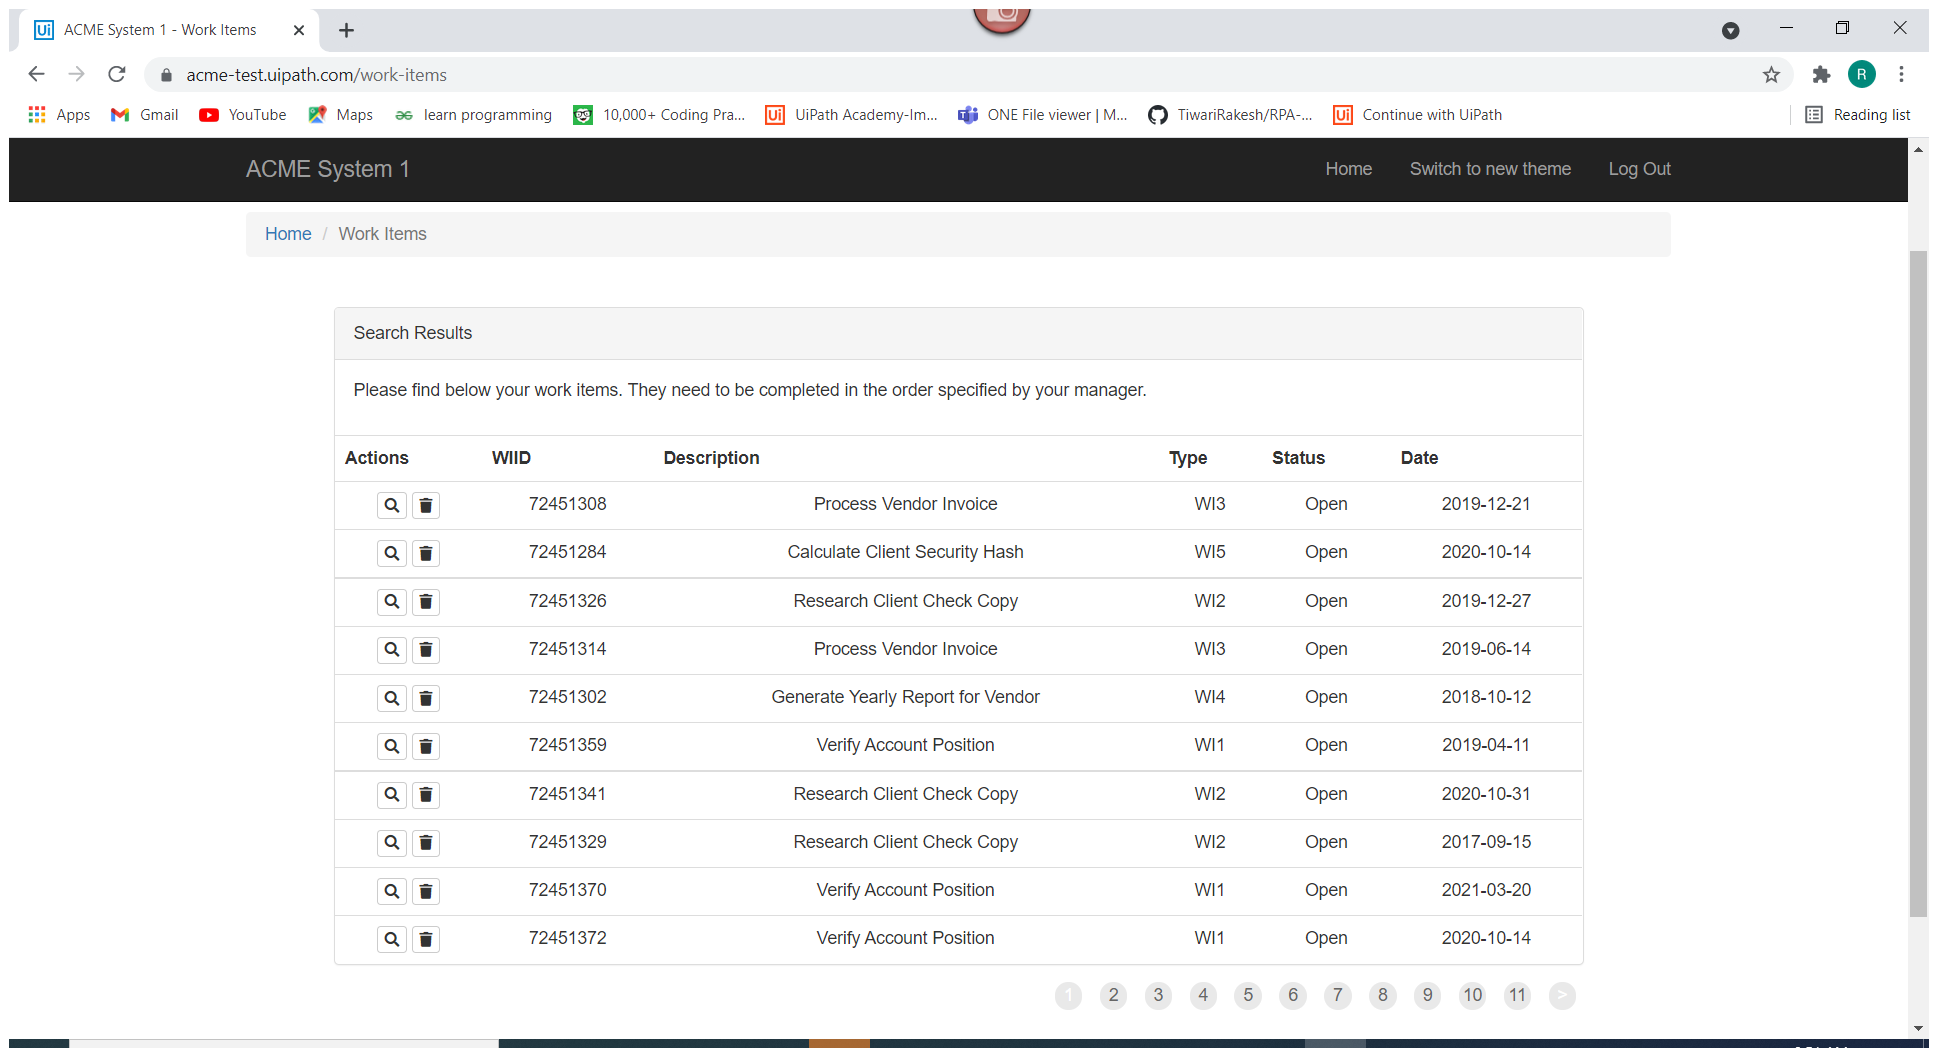 ACME System 1 - Work Items
acme-test.uipath.com/work-items
R
Apps Gmail YouTube Maps learn programming 10,000+ Coding Pra... UiPath Academy-Im... ONE File viewer | M... TiwariRakesh/RPA-... Continue with UiPath Reading list
ACME System 1 Home Switch to new theme Log Out
Home / Work Items
Search Results
Please find below your work items. They need to be completed in the order specified by your manager.
Actions WIID Description Type Status Date
72451308 Process Vendor Invoice WI3 Open 2019-12-21
72451284 Calculate Client Security Hash WI5 Open 2020-10-14
72451326 Research Client Check Copy WI2 Open 2019-12-27
72451314 Process Vendor Invoice WI3 Open 2019-06-14
72451302 Generate Yearly Report for Vendor WI4 Open 2018-10-12
72451359 Verify Account Position WI1 Open 2019-04-11
72451341 Research Client Check Copy WI2 Open 2020-10-31
72451329 Research Client Check Copy WI2 Open 2017-09-15
72451370 Verify Account Position WI1 Open 2021-03-20
72451372 Verify Account Position WI1 Open 2020-10-14
1 2 3 4 5 6 7 8 9 10 11 >